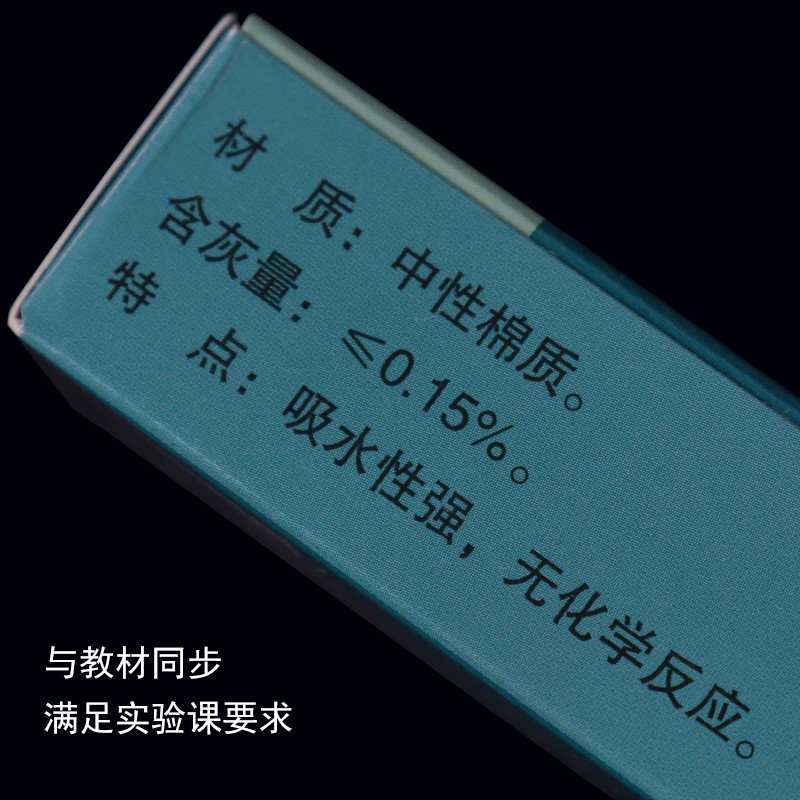 材 质：中性棉质。
含灰量：≤0.15%。
特 点：吸水性强，无化学反应。
与教材同步
满足实验课要求